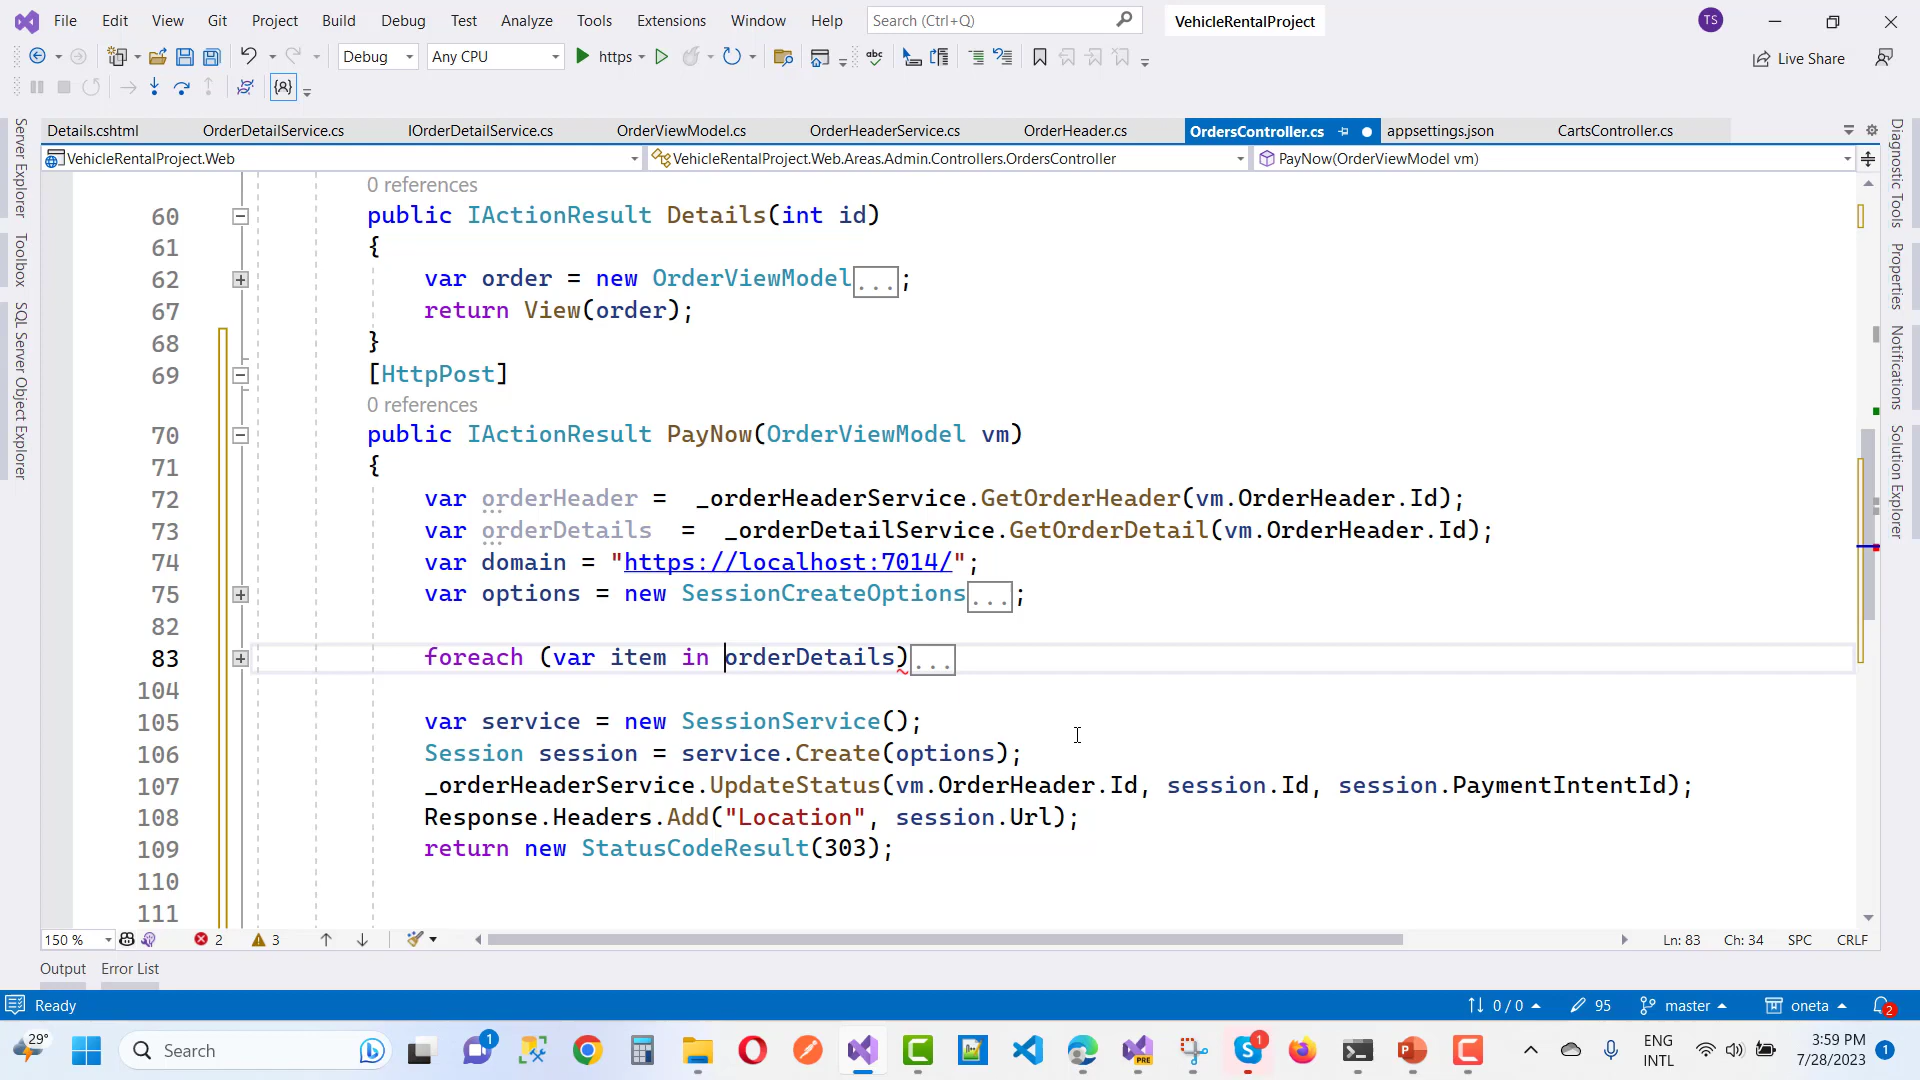 File Edit View Git Project Build Debug Test Analyze Tools Extensions Window Help Search (Ctrl+Q) VehicleRentalProject TS
Debug Any CPU https Live Share
Details.cshtml OrderDetailService.cs IOrderDetailService.cs OrderViewModel.cs OrderHeaderService.cs OrderHeader.cs OrdersController.cs appsettings.json CartsController.cs
VehicleRentalProject.Web VehicleRentalProject.Web.Areas.Admin.Controllers.OrdersController PayNow(OrderViewModel vm)
Server Explorer
Toolbox
SQL Server Object Explorer
0 references
60 public IActionResult Details(int id)
61 {
62 var order = new OrderViewModel...;
67 return View(order);
68 }
69 [HttpPost]
0 references
70 public IActionResult PayNow(OrderViewModel vm)
71 {
72 var orderHeader = _orderHeaderService.GetOrderHeader(vm.OrderHeader.Id);
73 var orderDetails = _orderDetailService.GetOrderDetail(vm.OrderHeader.Id);
74 var domain = "https://localhost:7014/";
75 var options = new SessionCreateOptions...;
82
83 foreach (var item in orderDetails)...
104
105 var service = new SessionService();
106 Session session = service.Create(options);
107 _orderHeaderService.UpdateStatus(vm.OrderHeader.Id, session.Id, session.PaymentIntentId);
108 Response.Headers.Add("Location", session.Url);
109 return new StatusCodeResult(303);
110
111
Diagnostic Tools
Properties
Notifications
Solution Explorer
150 % 2 3 Ln: 83 Ch: 34 SPC CRLF
Output Error List
Ready 0 / 0 95 master oneta 2
29° Search 1 1 ENG INTL 3:59 PM 7/28/2023 1